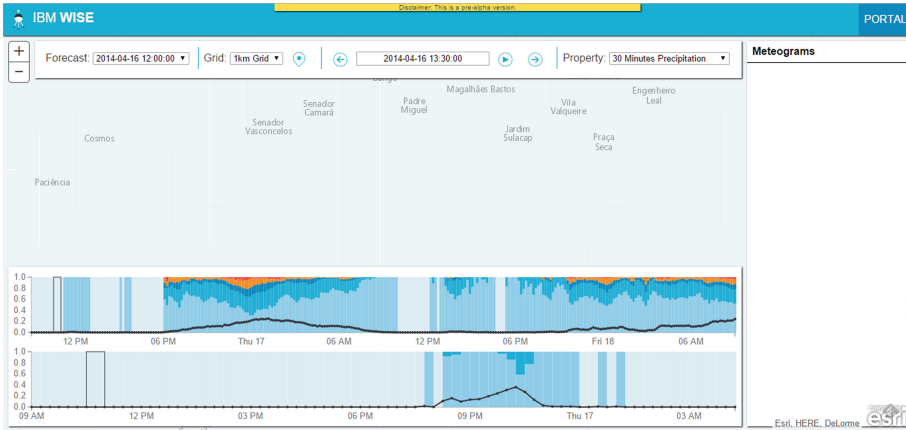 Disclaimer: This is a pre-alpha version.
IBM WISE
PORTAL
+
−
Forecast: 2014-04-16 12:00:00
Grid: 1km Grid
2014-04-16 13:30:00
Property: 30 Minutes Precipitation
Meteograms
Bangu
Magalhães Bastos
Engenheiro
Leal
Senador
Camará
Padre
Miguel
Vila
Valqueire
Senador
Vasconcelos
Jardim
Sulacap
Praça
Seca
Cosmos
Paciência
1.0
0.8
0.6
0.4
0.2
0.0
12 PM 06 PM Thu 17 06 AM 12 PM 06 PM Fri 18 06 AM
1.0
0.8
0.6
0.4
0.2
0.0
09 AM 12 PM 03 PM 06 PM 09 PM Thu 17 03 AM
Esri, HERE, DeLorme
esri